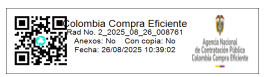 Colombia Compra Eficiente
Rad No. 2_2025_08_26_008761
Anexos: No Con copia: No
Fecha: 26/08/2025 10:39:02
Agencia Nacional
de Contratación Pública
Colombia Compra Eficiente